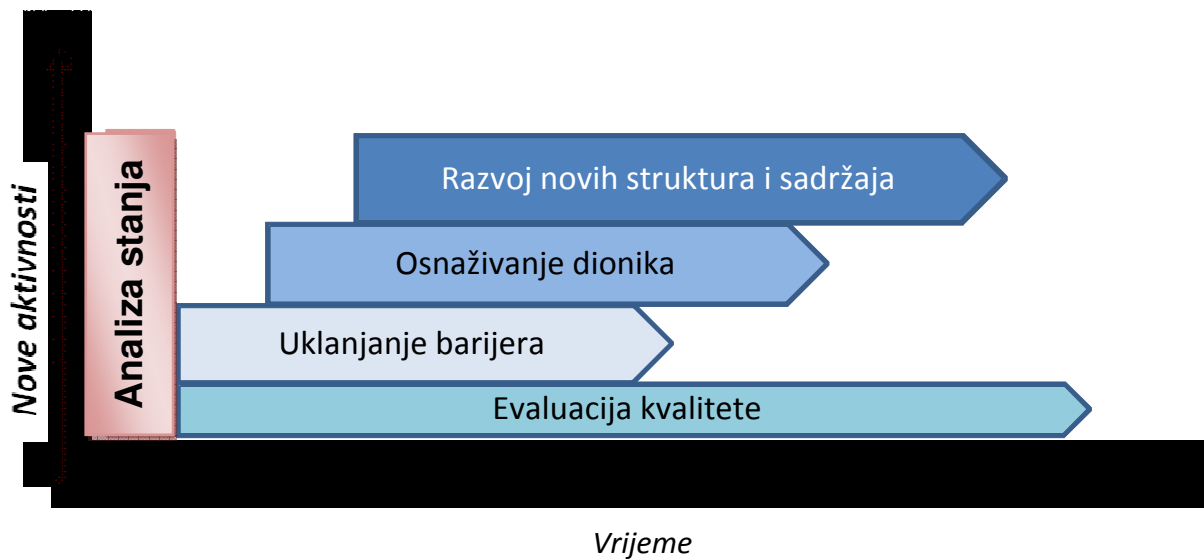 Nove aktivnosti
Analiza stanja
Razvoj novih struktura i sadržaja
Osnaživanje dionika
Uklanjanje barijera
Evaluacija kvalitete
Vrijeme